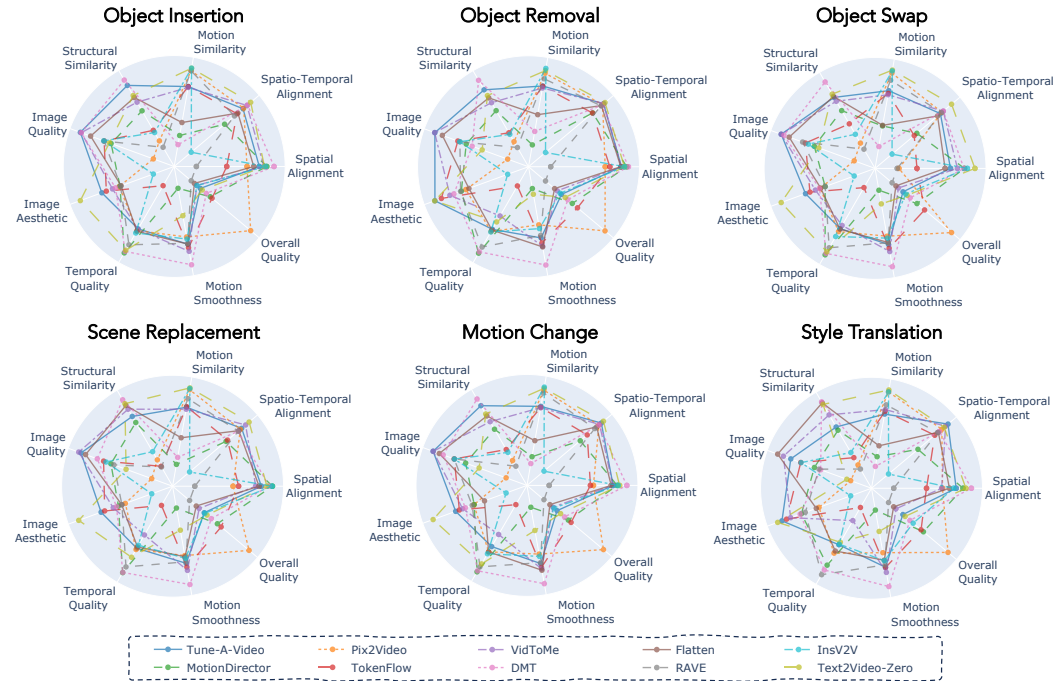 Object Insertion
Object Removal
Object Swap
Motion
Similarity
Structural
Similarity
Spatio-Temporal
Alignment
Image
Quality
Spatial
Alignment
Image
Aesthetic
Overall
Quality
Temporal
Quality
Motion
Smoothness
Motion
Similarity
Structural
Similarity
Spatio-Temporal
Alignment
Image
Quality
Spatial
Alignment
Image
Aesthetic
Overall
Quality
Temporal
Quality
Motion
Smoothness
Motion
Similarity
Structural
Similarity
Spatio-Temporal
Alignment
Image
Quality
Spatial
Alignment
Image
Aesthetic
Overall
Quality
Temporal
Quality
Motion
Smoothness
Scene Replacement
Motion Change
Style Translation
Motion
Similarity
Structural
Similarity
Spatio-Temporal
Alignment
Image
Quality
Spatial
Alignment
Image
Aesthetic
Overall
Quality
Temporal
Quality
Motion
Smoothness
Motion
Similarity
Structural
Similarity
Spatio-Temporal
Alignment
Image
Quality
Spatial
Alignment
Image
Aesthetic
Overall
Quality
Temporal
Quality
Motion
Smoothness
Motion
Similarity
Structural
Similarity
Spatio-Temporal
Alignment
Image
Quality
Spatial
Alignment
Image
Aesthetic
Overall
Quality
Temporal
Quality
Motion
Smoothness
Tune-A-Video Pix2Video VidToMe Flatten InsV2V
MotionDirector TokenFlow DMT RAVE Text2Video-Zero